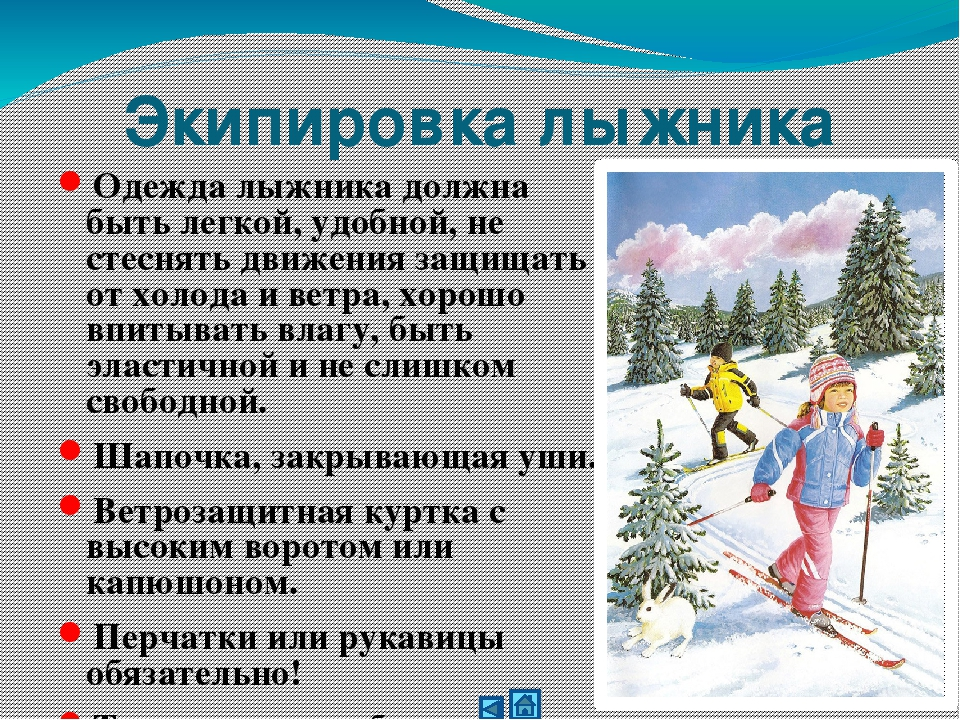 Экипировка лыжника
Одежда лыжника должна
быть легкой, удобной, не
стеснять движения защищать
от холода и ветра, хорошо
впитывать влагу, быть
эластичной и не слишком
свободной.
Шапочка, закрывающая уши.
Ветрозащитная куртка с
высоким воротом или
капюшоном.
Перчатки или рукавицы
обязательно!